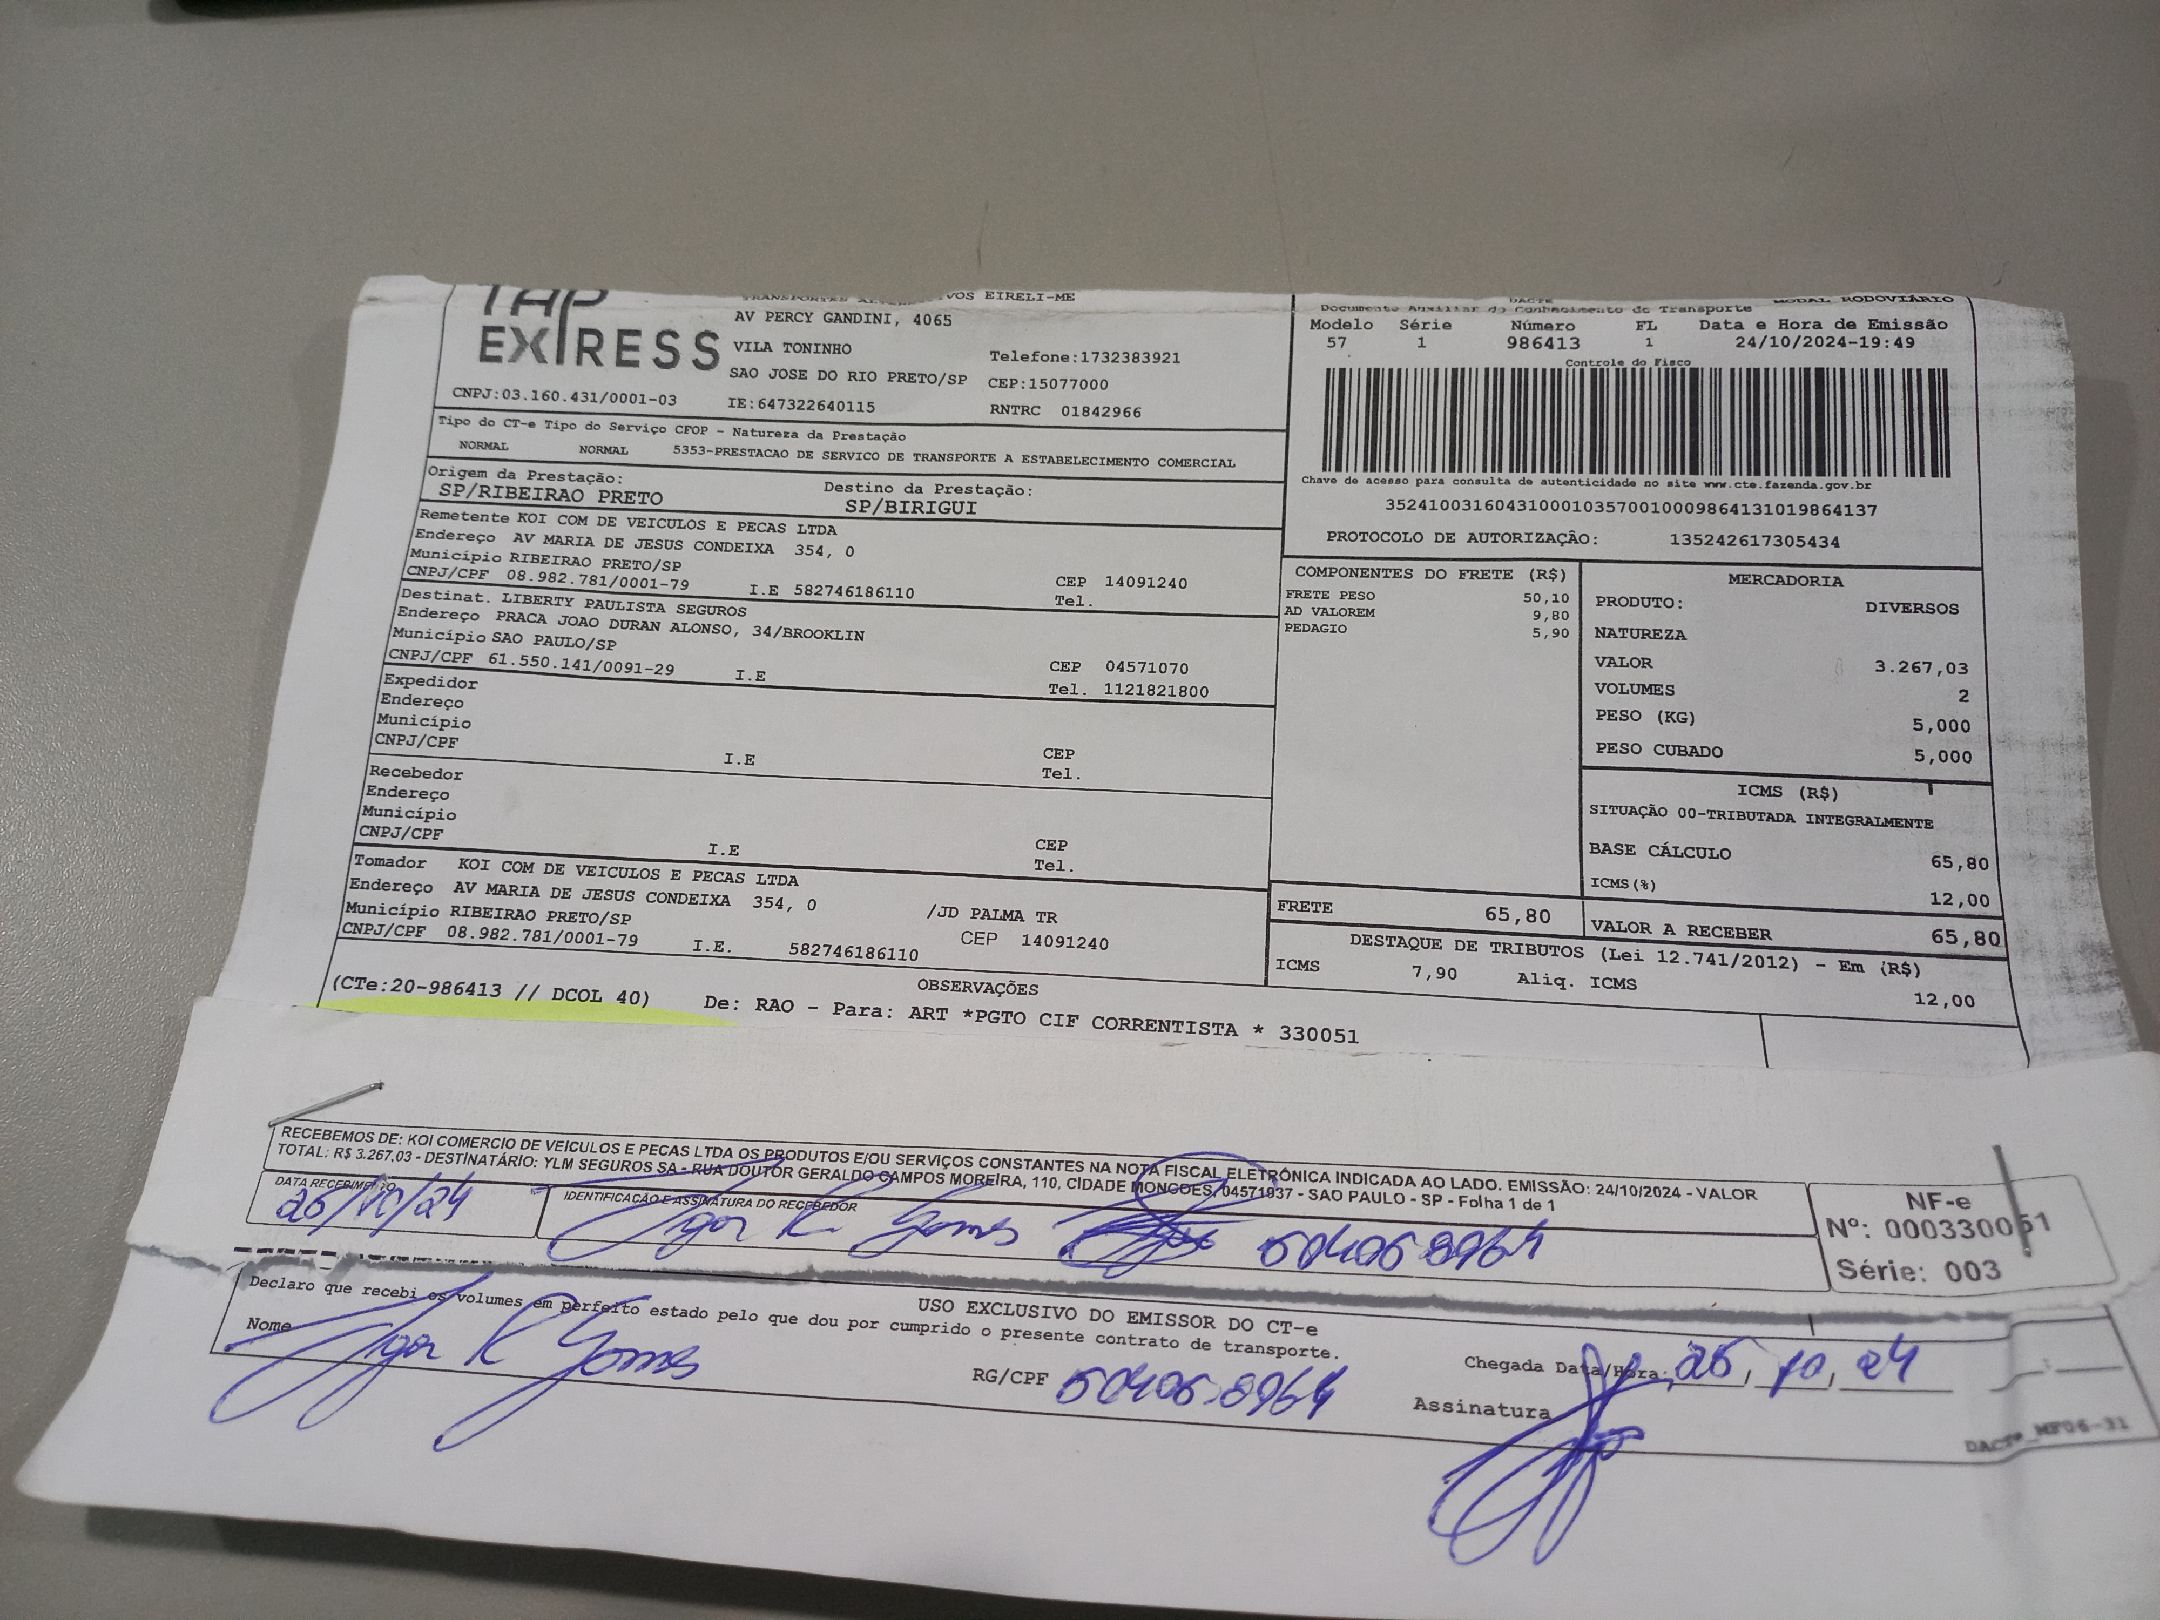 TAP
EXPRESS
VOS EIRELI-ME
AV PERCY GANDINI, 4065
VILA TONINHO
Telefone:1732383921
SAO JOSE DO RIO PRETO/SP CEP:15077000
CNPJ:03.160.431/0001-03 IE:647322640115 RNTRC 01842966
DACTE MODAL RODOVIÁRIO
Documento Auxiliar do Conhecimento de Transporte
Modelo Série Número FL Data e Hora de Emissão
57 1 986413 1 24/10/2024-19:49
Controle do Fisco
Chave de acesso para consulta de autenticidade no site www.cte.fazenda.gov.br
35241003160431000103570010009864131019864137
PROTOCOLO DE AUTORIZAÇÃO: 135242617305434
Tipo do CT-e Tipo do Serviço CFOP - Natureza da Prestação
NORMAL NORMAL 5353-PRESTACAO DE SERVICO DE TRANSPORTE A ESTABELECIMENTO COMERCIAL
Origem da Prestação: Destino da Prestação:
SP/RIBEIRAO PRETO SP/BIRIGUI
Remetente KOI COM DE VEICULOS E PECAS LTDA
Endereço AV MARIA DE JESUS CONDEIXA 354, 0
Município RIBEIRAO PRETO/SP CEP 14091240
CNPJ/CPF 08.982.781/0001-79 I.E 582746186110 Tel.
Destinat. LIBERTY PAULISTA SEGUROS
Endereço PRACA JOAO DURAN ALONSO, 34/BROOKLIN
Município SAO PAULO/SP CEP 04571070
CNPJ/CPF 61.550.141/0091-29 I.E Tel. 1121821800
Expedidor
Endereço
Município CEP
CNPJ/CPF I.E Tel.
Recebedor
Endereço
Município CEP
CNPJ/CPF I.E Tel.
Tomador KOI COM DE VEICULOS E PECAS LTDA
Endereço AV MARIA DE JESUS CONDEIXA 354, 0 /JD PALMA TR
Município RIBEIRAO PRETO/SP CEP 14091240
CNPJ/CPF 08.982.781/0001-79 I.E. 582746186110
COMPONENTES DO FRETE (R$)
FRETE PESO 50,10
AD VALOREM 9,80
PEDAGIO 5,90
FRETE 65,80
MERCADORIA
PRODUTO: DIVERSOS
NATUREZA
VALOR 3.267,03
VOLUMES 2
PESO (KG) 5,000
PESO CUBADO 5,000
ICMS (R$)
SITUAÇÃO 00-TRIBUTADA INTEGRALMENTE
BASE CÁLCULO 65,80
ICMS(%) 12,00
VALOR A RECEBER 65,80
DESTAQUE DE TRIBUTOS (Lei 12.741/2012) - Em (R$)
ICMS 7,90 Aliq. ICMS 12,00
OBSERVAÇÕES
(CTe:20-986413 // DCOL 40) De: RAO - Para: ART *PGTO CIF CORRENTISTA * 330051
RECEBEMOS DE: KOI COMERCIO DE VEICULOS E PECAS LTDA OS PRODUTOS E/OU SERVIÇOS CONSTANTES NA NOTA FISCAL ELETRÔNICA INDICADA AO LADO. EMISSÃO: 24/10/2024 - VALOR
TOTAL: R$ 3.267,03 - DESTINATÁRIO: YLM SEGUROS SA - RUA DOUTOR GERALDO CAMPOS MOREIRA, 110, CIDADE MONCOES, 04571937 - SAO PAULO - SP - Folha 1 de 1
DATA RECEBIMENTO IDENTIFICAÇÃO E ASSINATURA DO RECEBEDOR
Igor K Gomes
NF-e
Nº: 000330051
Série: 003
USO EXCLUSIVO DO EMISSOR DO CT-e
Declaro que recebi os volumes em perfeito estado pelo que dou por cumprido o presente contrato de transporte.
Nome Igor K Gomes RG/CPF
Chegada Data/Hora:
Assinatura